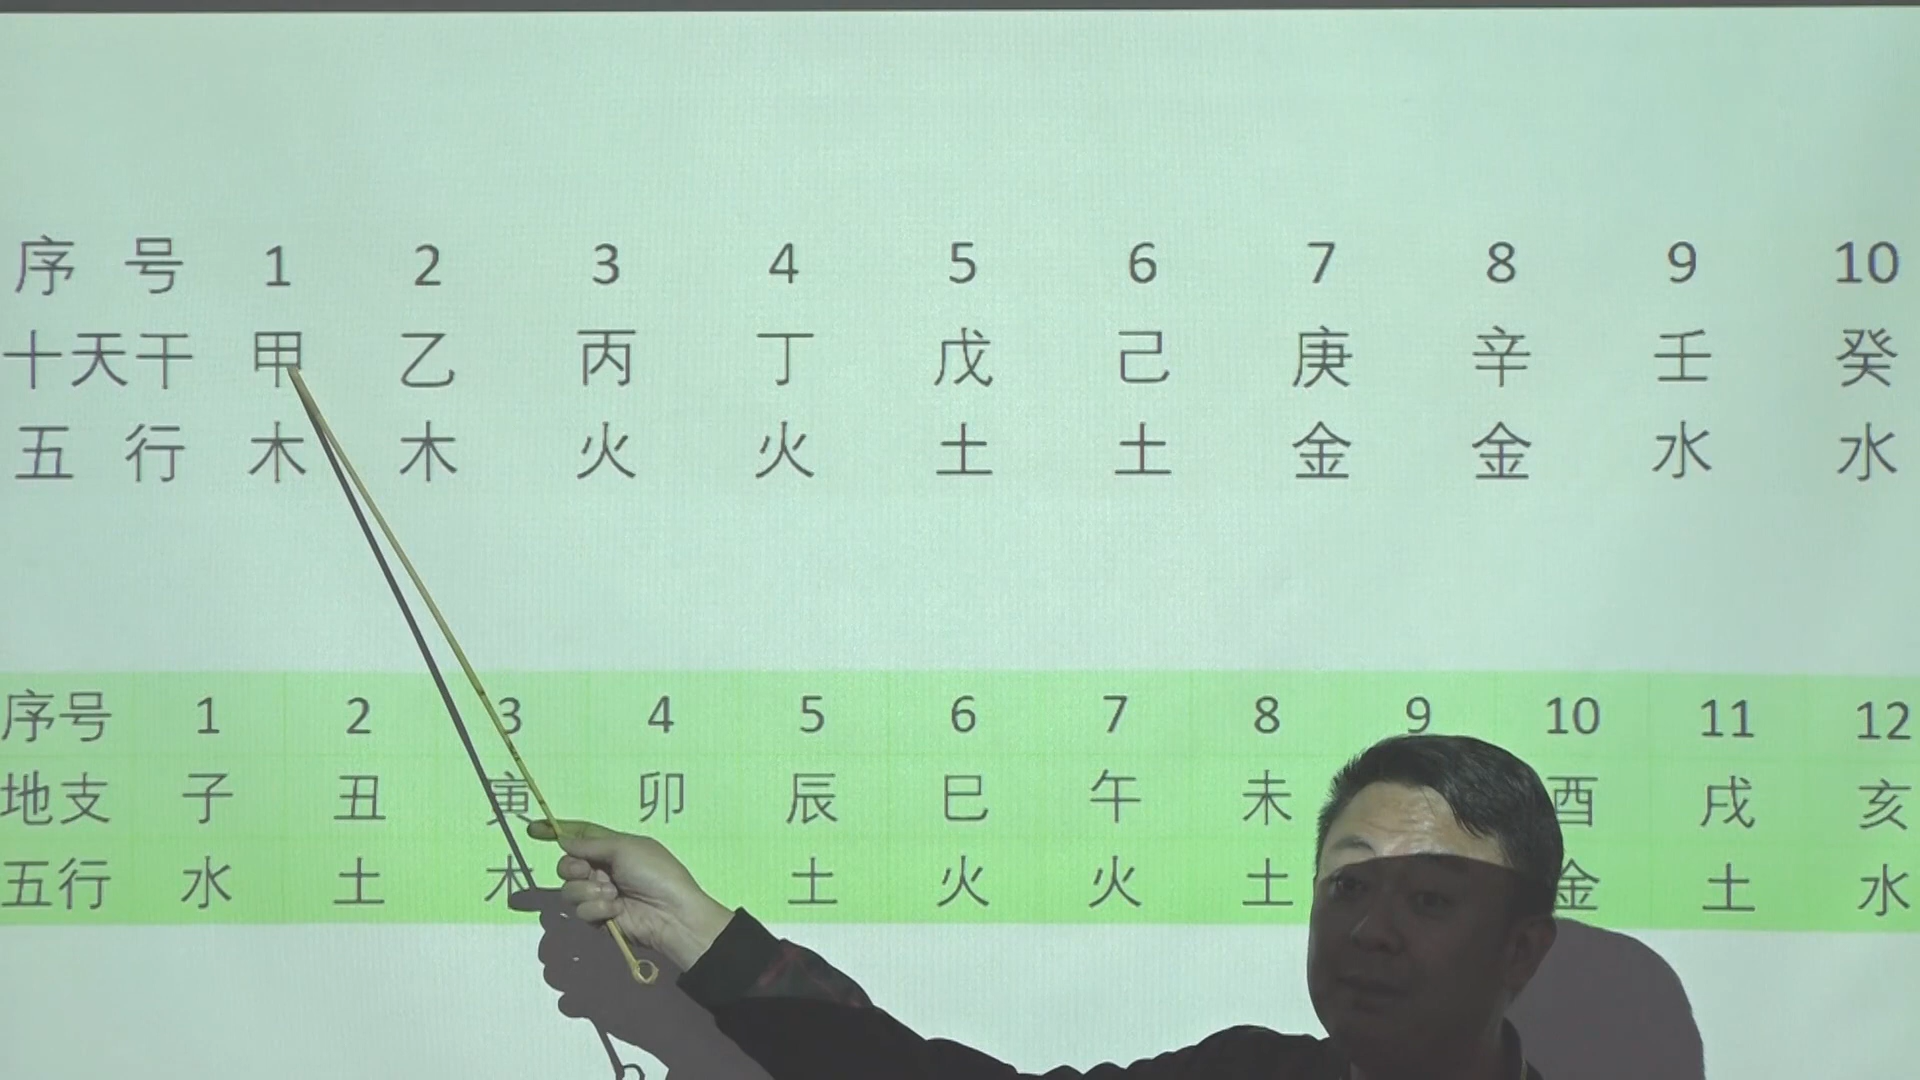 序 号 1 2 3 4 5 6 7 8 9 10
十天干 甲 乙 丙 丁 戊 己 庚 辛 壬 癸
五 行 木 木 火 火 土 土 金 金 水 水
序号 1 2 3 4 5 6 7 8 9 10 11 12
地支 子 丑 寅 卯 辰 巳 午 未 酉 戌 亥
五行 水 土 木 土 火 火 土 金 土 水